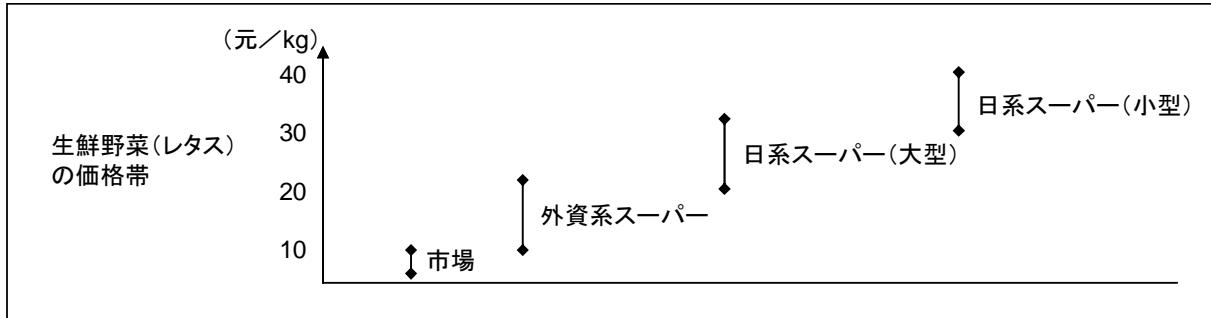 (元／kg)
40
30
20
10
生鮮野菜(レタス)
の価格帯
市場
外資系スーパー
日系スーパー(大型)
日系スーパー(小型)